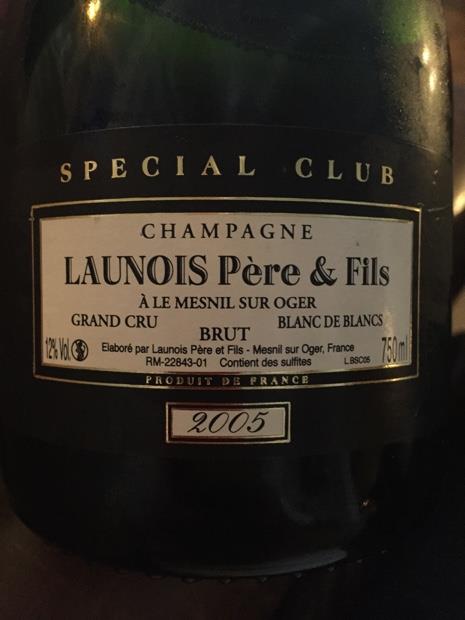 SPECIAL CLUB
CHAMPAGNE
LAUNOIS Père & Fils
À LE MESNIL SUR OGER
GRAND CRU BLANC DE BLANCS
BRUT
12% Vol. 750 ml
Elaboré par Launois Père et Fils - Mesnil sur Oger, France
RM-22843-01 Contient des sulfites L.BSC05
PRODUIT DE FRANCE
2005